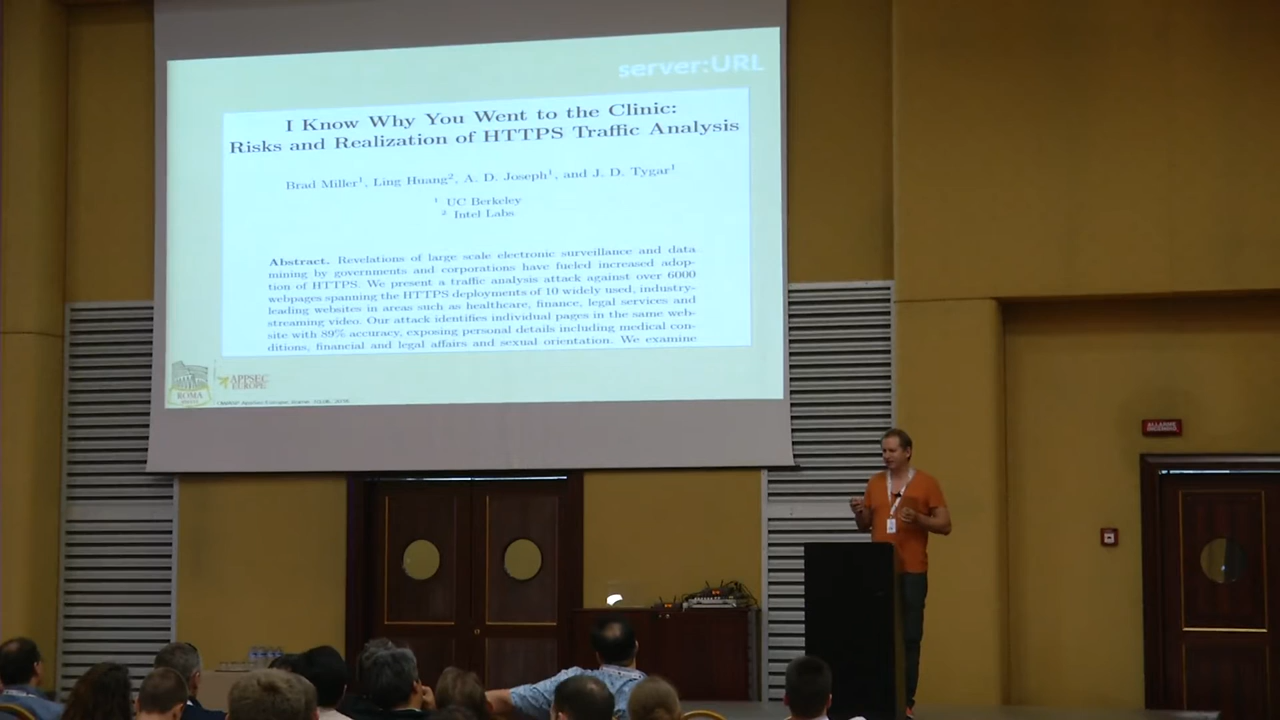 server:URL
I Know Why You Went to the Clinic:
Risks and Realization of HTTPS Traffic Analysis
Brad Miller¹, Ling Huang², A. D. Joseph¹, and J. D. Tygar¹
¹ UC Berkeley
² Intel Labs
Abstract. Revelations of large scale electronic surveillance and data
mining by governments and corporations have fueled increased adop-
tion of HTTPS. We present a traffic analysis attack against over 6000
webpages spanning the HTTPS deployments of 10 widely used, industry-
leading websites in areas such as healthcare, finance, legal services and
streaming video. Our attack identifies individual pages in the same web-
site with 89% accuracy, exposing personal details including medical con-
ditions, financial and legal affairs and sexual orientation. We examine
ROMA
APPSEC
EUROPE
ALLARME
INCENDIO